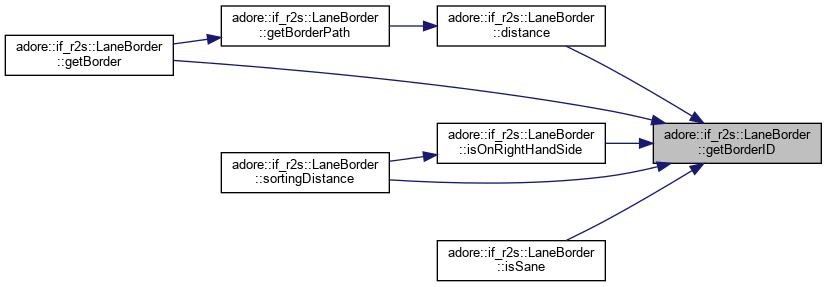 adore::if_r2s::LaneBorder
::getBorder
adore::if_r2s::LaneBorder
::getBorderPath
adore::if_r2s::LaneBorder
::distance
adore::if_r2s::LaneBorder
::getBorderID
adore::if_r2s::LaneBorder
::isOnRightHandSide
adore::if_r2s::LaneBorder
::sortingDistance
adore::if_r2s::LaneBorder
::isSane